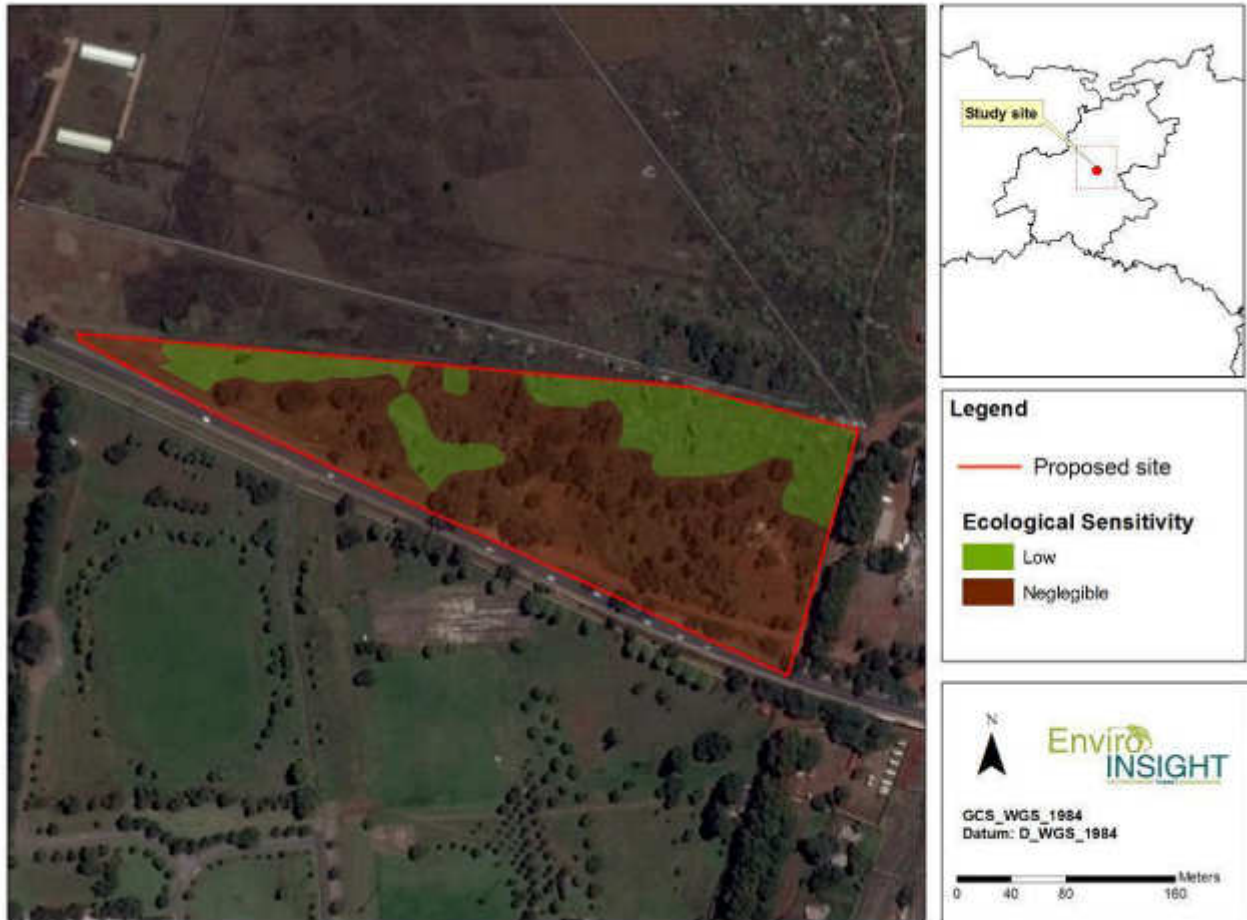 Study site
Legend
Proposed site
Ecological Sensitivity
Low
Neglegible
N
Enviro
INSIGHT
GCS_WGS_1984
Datum: D_WGS_1984
Meters
0 40 80 160